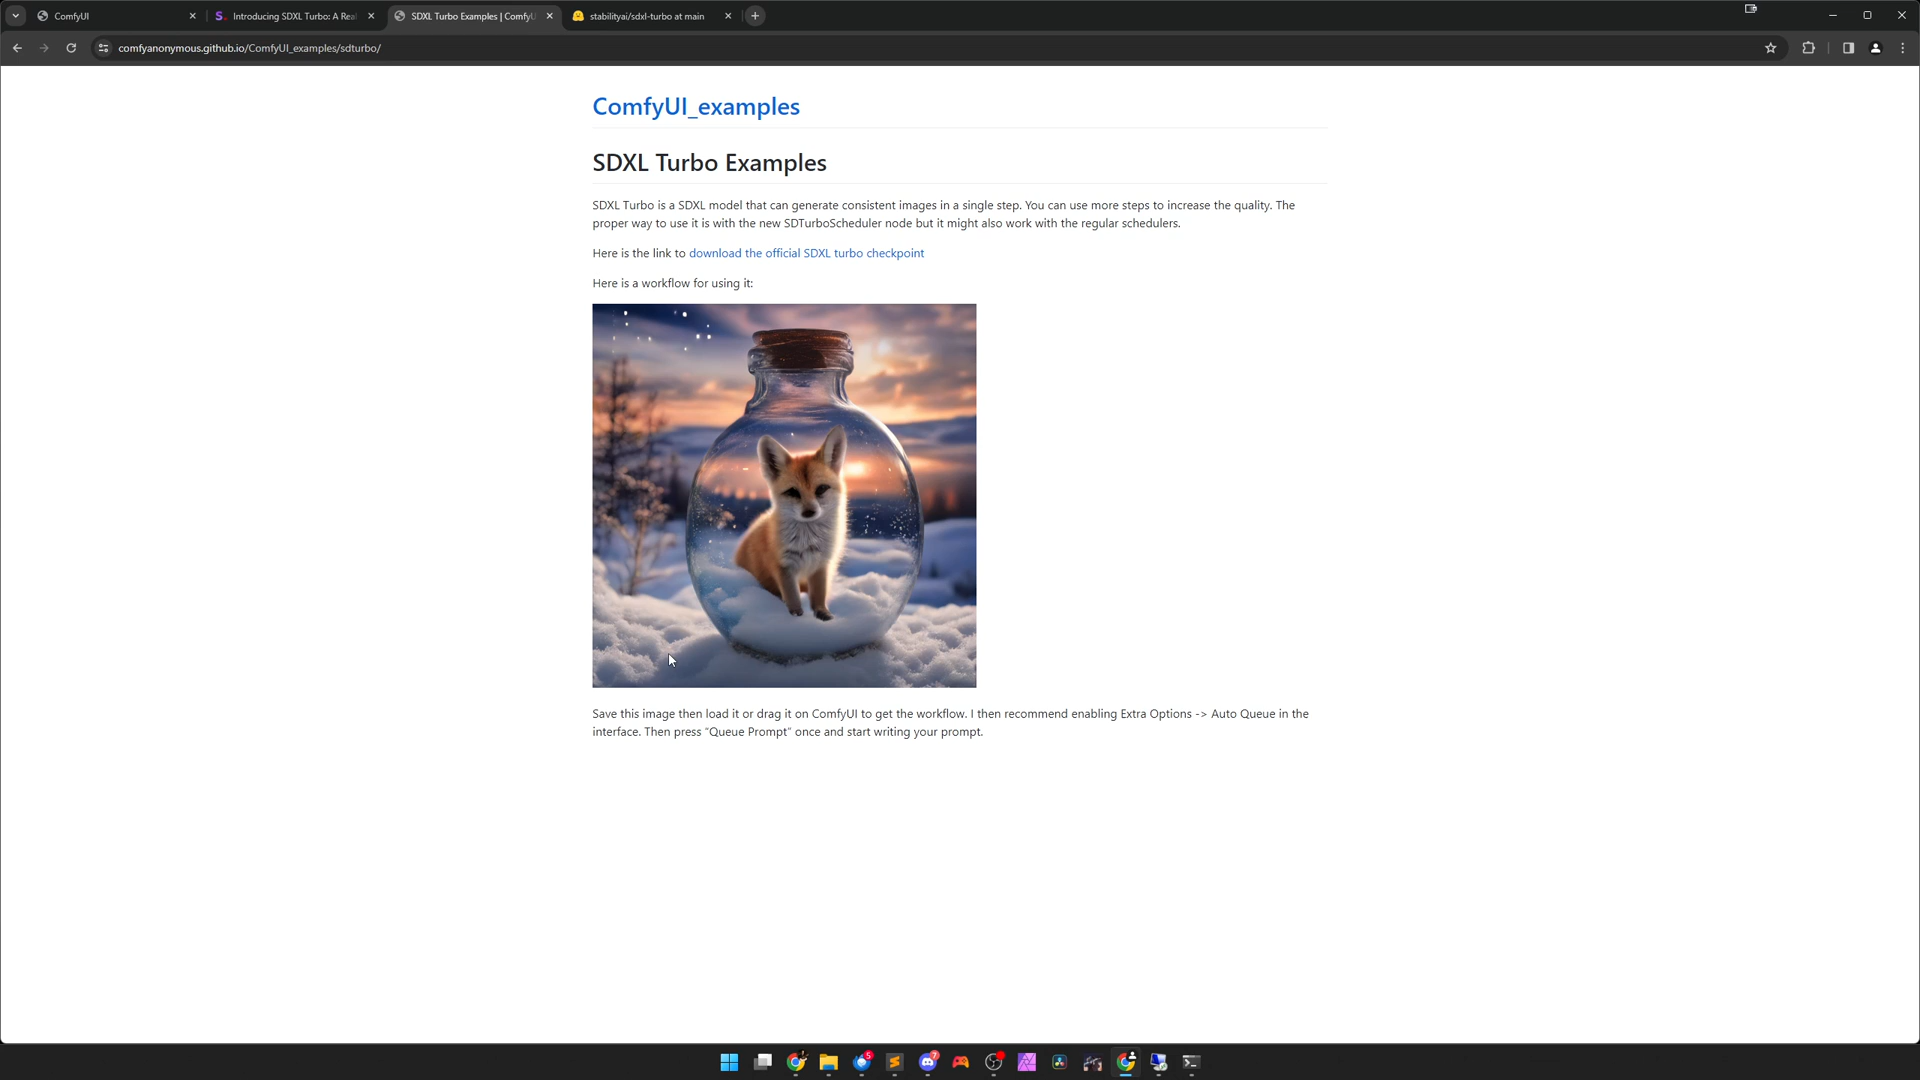 ComfyUI
Introducing SDXL Turbo: A Rea
SDXL Turbo Examples | ComfyU
stabilityai/sdxl-turbo at main
comfyanonymous.github.io/ComfyUI_examples/sdturbo/
ComfyUI_examples
SDXL Turbo Examples
SDXL Turbo is a SDXL model that can generate consistent images in a single step. You can use more steps to increase the quality. The
proper way to use it is with the new SDTurboScheduler node but it might also work with the regular schedulers.
Here is the link to download the official SDXL turbo checkpoint
Here is a workflow for using it:
Save this image then load it or drag it on ComfyUI to get the workflow. I then recommend enabling Extra Options -> Auto Queue in the
interface. Then press “Queue Prompt” once and start writing your prompt.
5
7